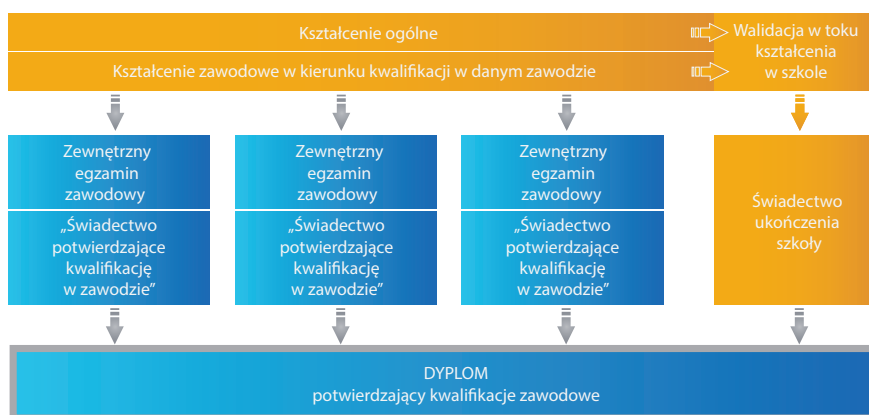 Kształcenie ogólne
Kształcenie zawodowe w kierunku kwalifikacji w danym zawodzie
Walidacja w toku
kształcenia
w szkole
Zewnętrzny
egzamin
zawodowy
„Świadectwo
potwierdzające
kwalifikację
w zawodzie”
Zewnętrzny
egzamin
zawodowy
„Świadectwo
potwierdzające
kwalifikację
w zawodzie”
Zewnętrzny
egzamin
zawodowy
„Świadectwo
potwierdzające
kwalifikację
w zawodzie”
Świadectwo
ukończenia
szkoły
DYPLOM
potwierdzający kwalifikacje zawodowe